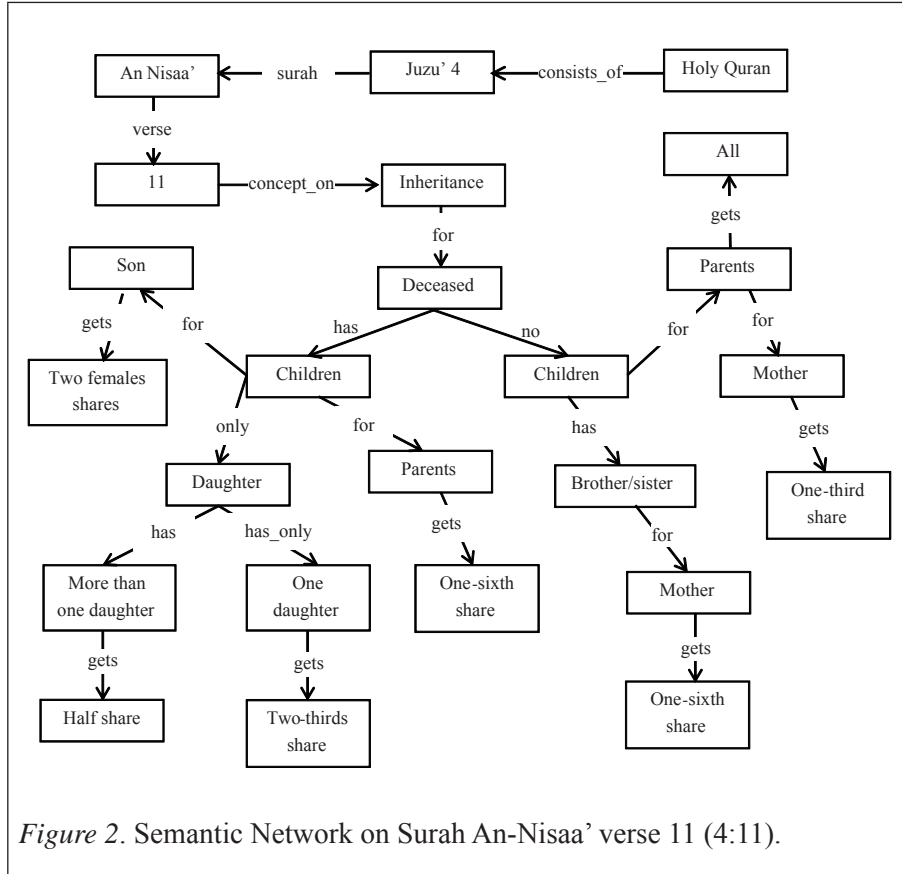 An Nisaa’ surah Juzu’ 4 consists_of Holy Quran
verse
All
11 concept_on Inheritance
gets
for
Son
Parents
Deceased
gets for has no for for
Two females
shares
Children
Children
Mother
only for has gets
Daughter
Parents
Brother/sister
One-third
share
has has_only gets for
More than
one daughter
One
daughter
One-sixth
share
Mother
gets gets gets
Half share
Two-thirds
share
One-sixth
share
Figure 2. Semantic Network on Surah An-Nisaa’ verse 11 (4:11).